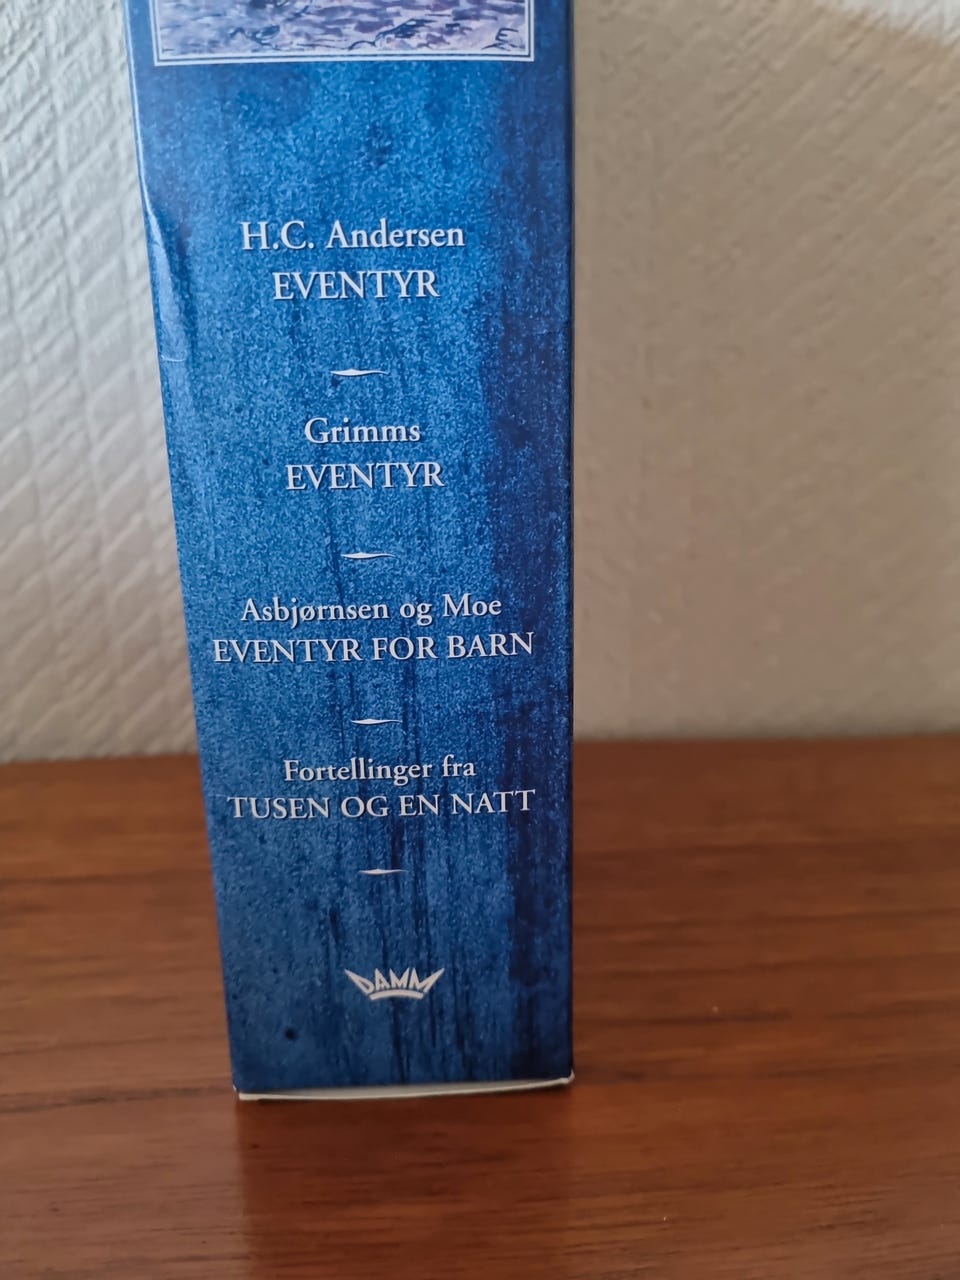 H.C. Andersen
EVENTYR
Grimms
EVENTYR
Asbjørnsen og Moe
EVENTYR FOR BARN
Fortellinger fra
TUSEN OG EN NATT
DAMM